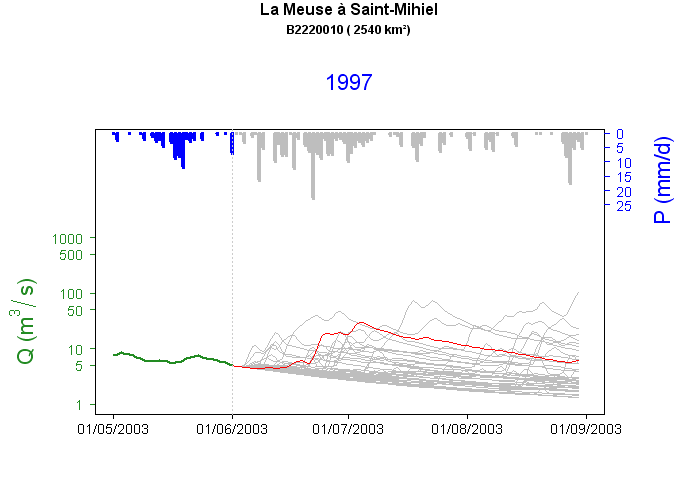 La Meuse à Saint-Mihiel
B2220010 ( 2540 km²)
1997
0
5
10
15
20
25
P (mm/d)
1000
500
100
50
10
5
1
Q (m³/ s)
01/05/2003 01/06/2003 01/07/2003 01/08/2003 01/09/2003